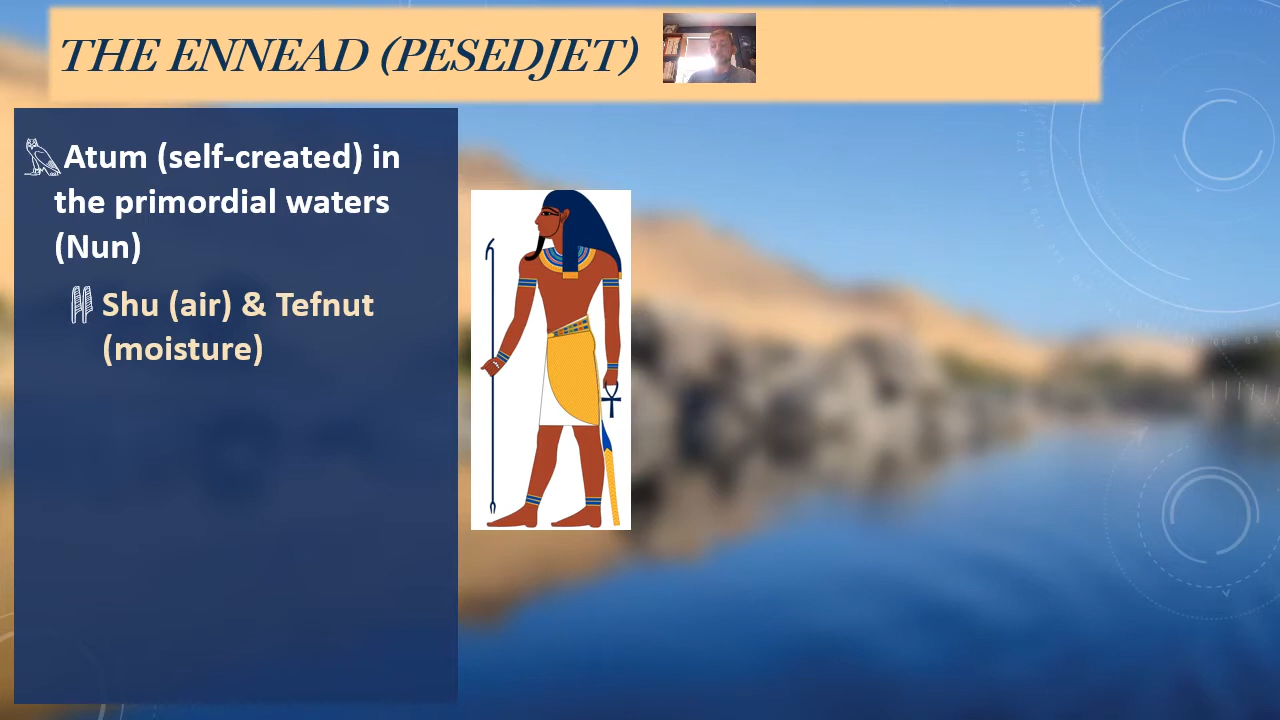 THE ENNEAD (PESEDJET)
Atum (self-created) in
the primordial waters
(Nun)
Shu (air) & Tefnut
(moisture)